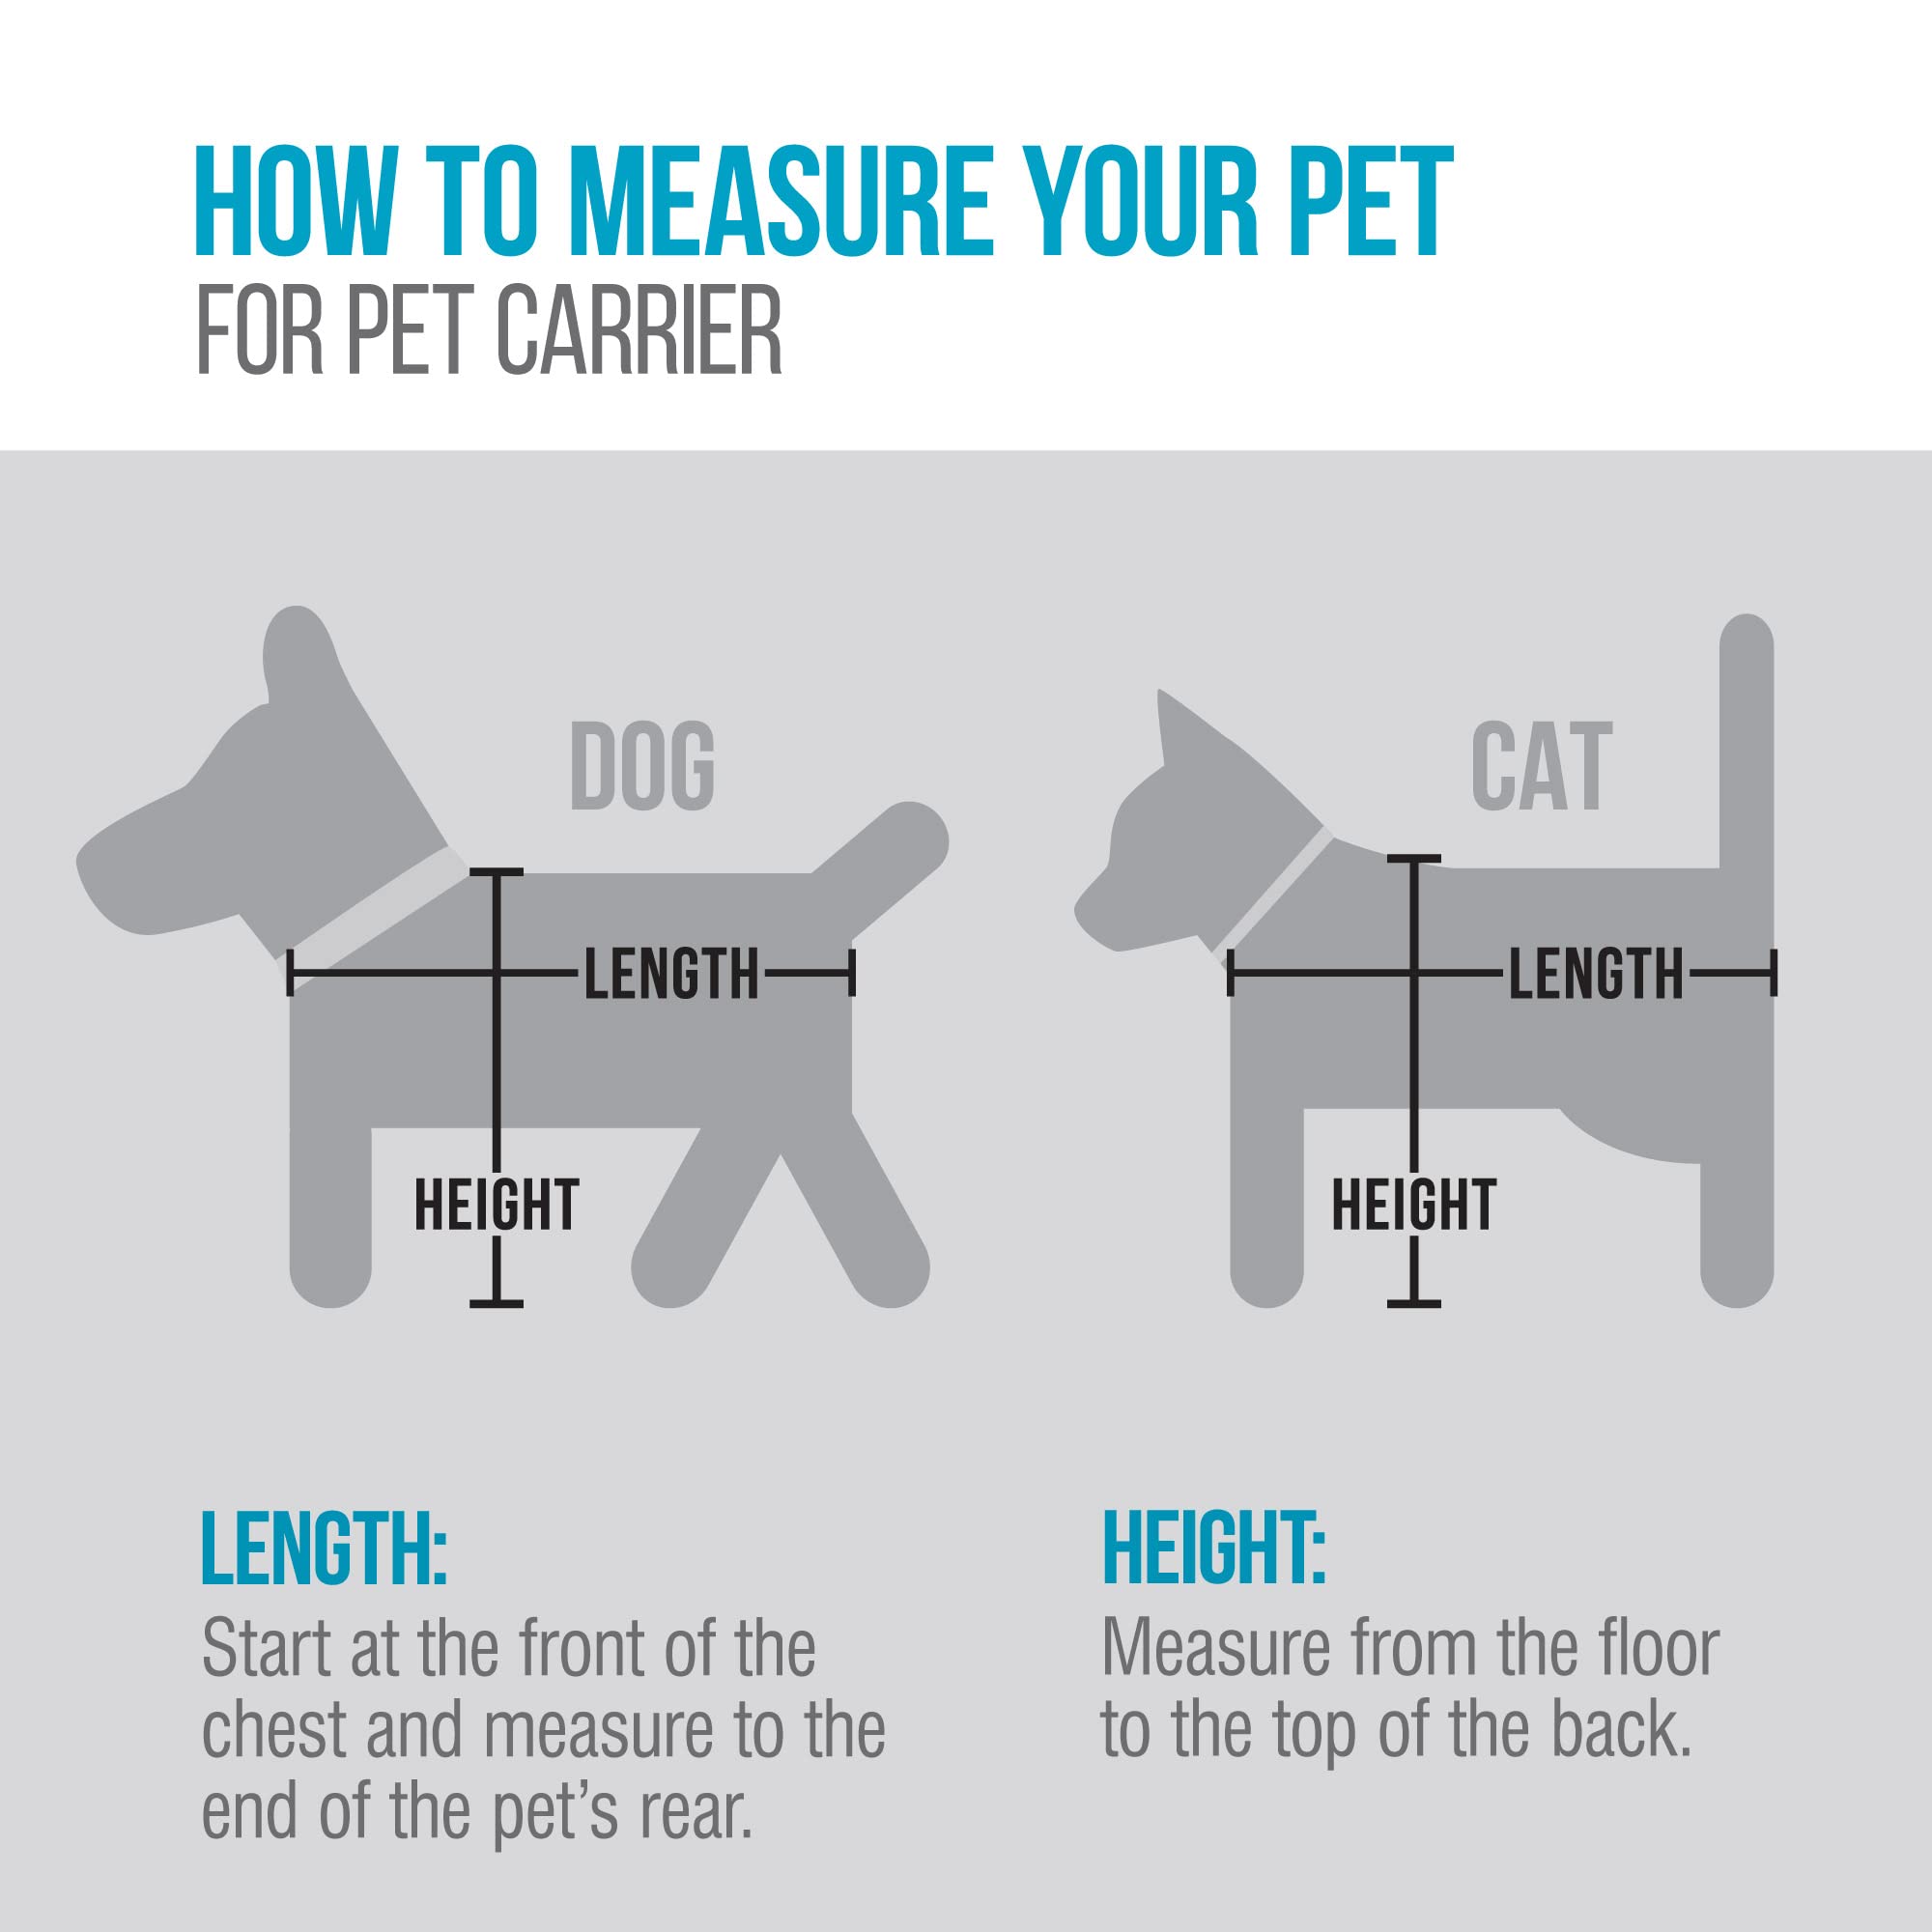 HOW TO MEASURE YOUR PET
FOR PET CARRIER
DOG
CAT
LENGTH
LENGTH
HEIGHT
HEIGHT
LENGTH:
Start at the front of the
chest and measure to the
end of the pet’s rear.
HEIGHT:
Measure from the floor
to the top of the back.